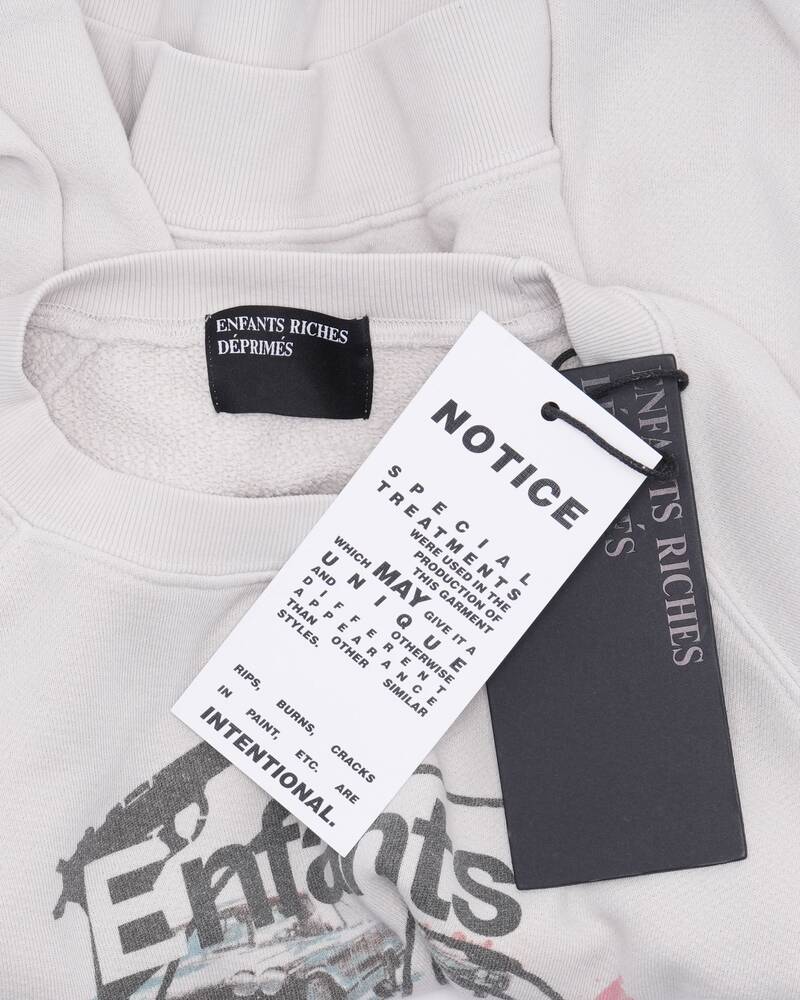 ENFANTS RICHES
DÉPRIMÉS
NOTICE
SPECIAL
TREATMENTS
WERE USED IN THE
PRODUCTION OF
THIS GARMENT
WHICH MAY GIVE IT A
UNIQUE
AND OTHERWISE
DIFFERENT
APPEARANCE
THAN OTHER SIMILAR
STYLES.
RIPS, BURNS, CRACKS
IN PAINT, ETC. ARE
INTENTIONAL.
ENFANTS RICHES
Enfants